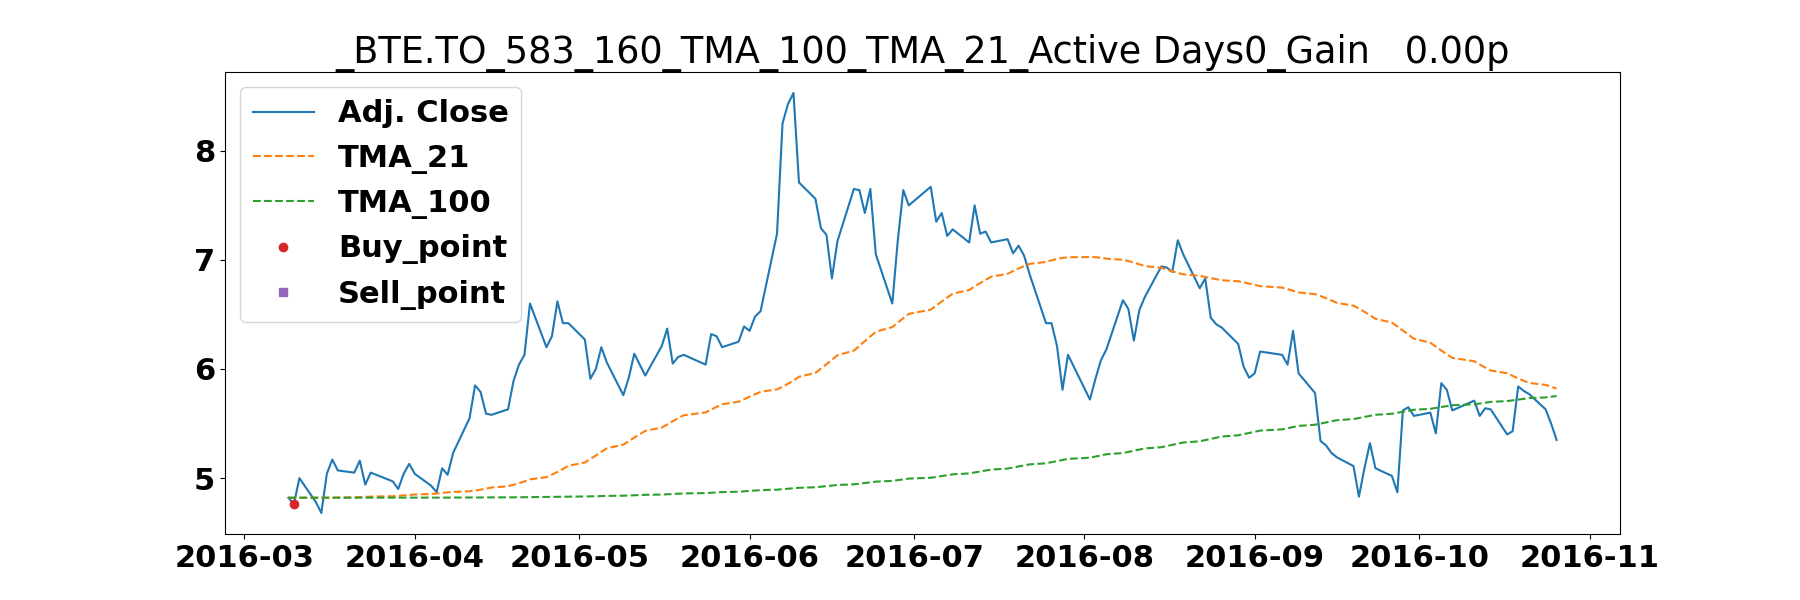 _BTE.TO_583_160_TMA_100_TMA_21_Active Days0_Gain   0.00p
Adj. Close
TMA_21
TMA_100
Buy_point
Sell_point
8
7
6
5
2016-03 2016-04 2016-05 2016-06 2016-07 2016-08 2016-09 2016-10 2016-11